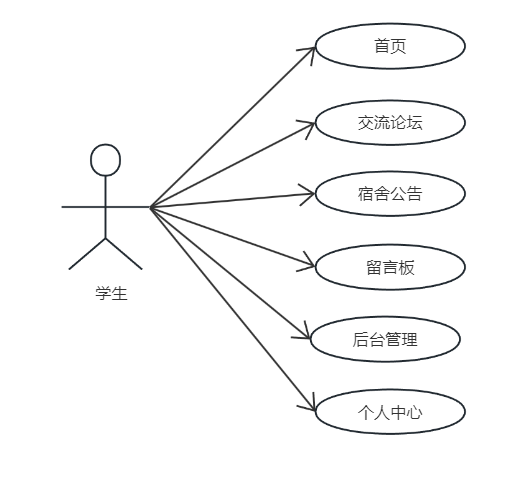 首页
交流论坛
宿舍公告
留言板
后台管理
个人中心
学生